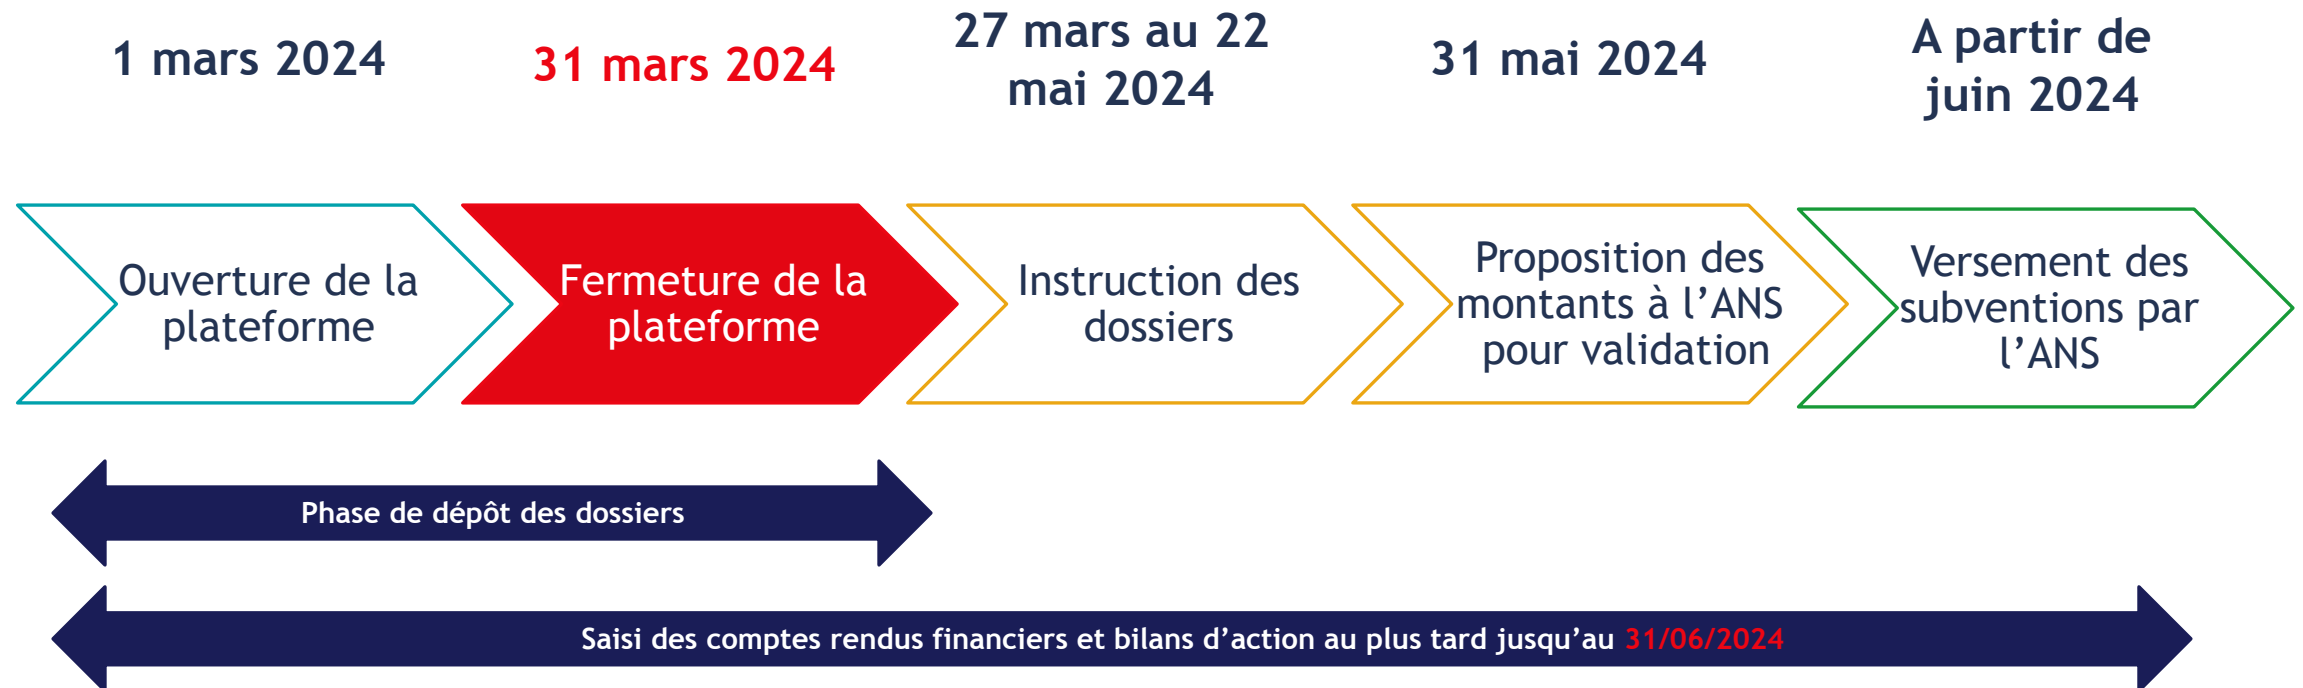 1 mars 2024
31 mars 2024
27 mars au 22
mai 2024
31 mai 2024
A partir de
juin 2024
Ouverture de la
plateforme
Fermeture de la
plateforme
Instruction des
dossiers
Proposition des
montants à l’ANS
pour validation
Versement des
subventions par
l’ANS
Phase de dépôt des dossiers
Saisi des comptes rendus financiers et bilans d’action au plus tard jusqu’au 31/06/2024